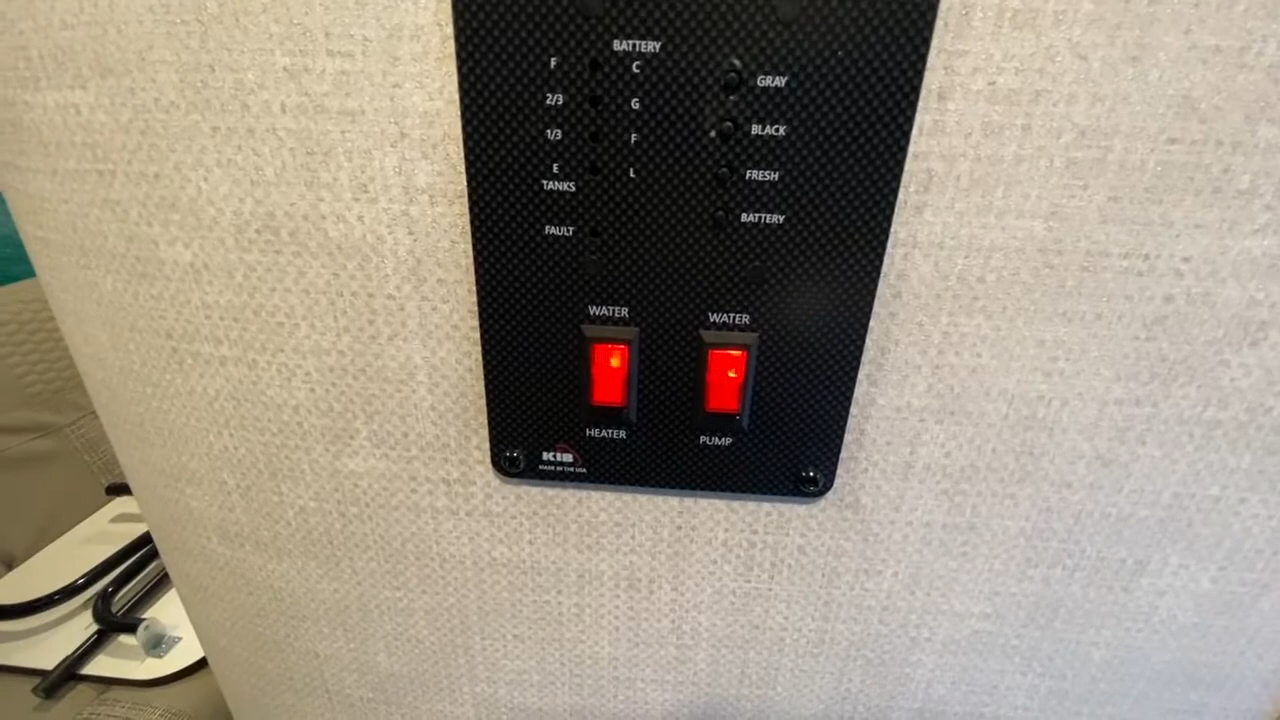 BATTERY
F C
2/3 G
1/3 F
E L
TANKS
FAULT
GRAY
BLACK
FRESH
BATTERY
WATER
HEATER
WATER
PUMP
KIB
MADE IN THE USA